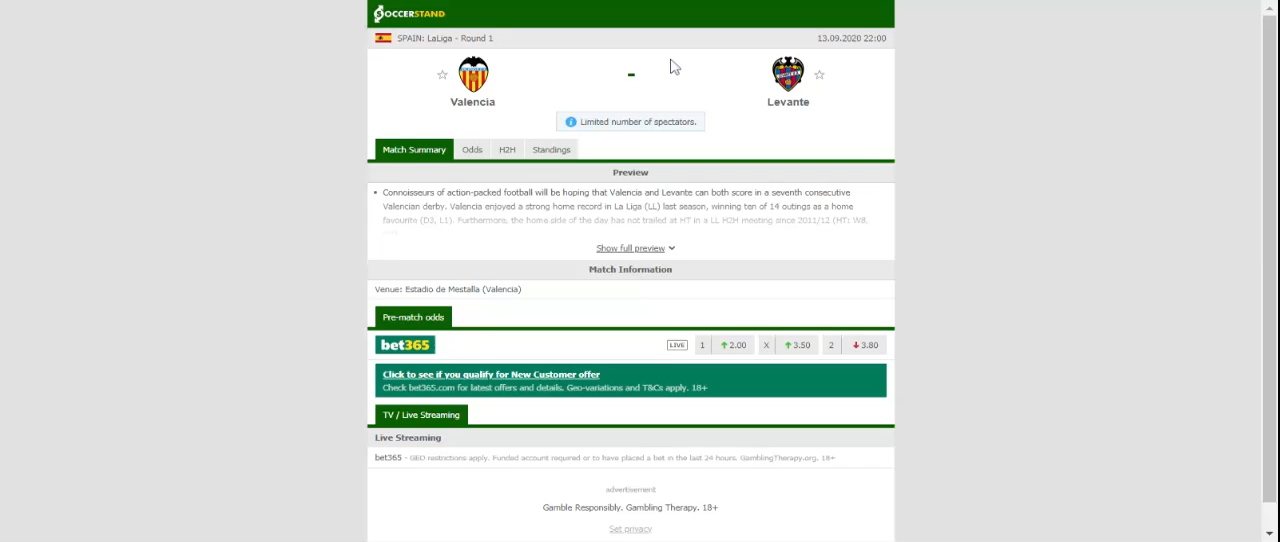 SOCCERSTAND
SPAIN: LaLiga - Round 1
13.09.2020 22:00
-
Valencia
Levante
Limited number of spectators.
Match Summary
Odds
H2H
Standings
Preview
• Connoisseurs of action-packed football will be hoping that Valencia and Levante can both score in a seventh consecutive
Valencian derby. Valencia enjoyed a strong home record in La Liga (LL) last season, winning ten of 14 outings as a home
favourite (D3, L1). Furthermore, the home side of the day has not trailed at HT in a LL H2H meeting since 2011/12 (HT: W8,
Show full preview
Match Information
Venue: Estadio de Mestalla (Valencia)
Pre-match odds
bet365
LIVE
1 2.00
X 3.50
2 3.80
Click to see if you qualify for New Customer offer
Check bet365.com for latest offers and details. Geo-variations and T&Cs apply. 18+
TV / Live Streaming
Live Streaming
bet365 - GEO restrictions apply. Funded account required or to have placed a bet in the last 24 hours. GamblingTherapy.org. 18+
advertisement
Gamble Responsibly. Gambling Therapy. 18+
Set privacy